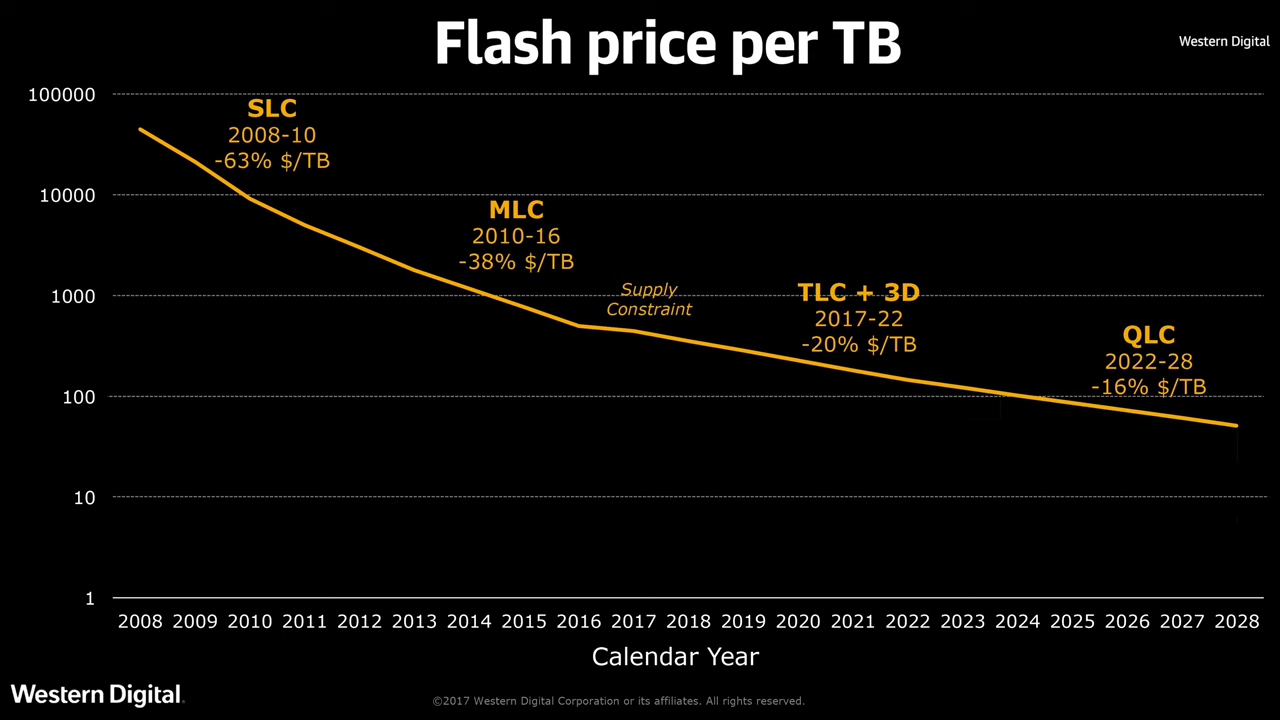 Flash price per TB
Western Digital
100000
10000
1000
100
10
1
SLC
2008-10
-63% $/TB
MLC
2010-16
-38% $/TB
Supply
Constraint
TLC + 3D
2017-22
-20% $/TB
QLC
2022-28
-16% $/TB
2008 2009 2010 2011 2012 2013 2014 2015 2016 2017 2018 2019 2020 2021 2022 2023 2024 2025 2026 2027 2028
Calendar Year
Western Digital.
©2017 Western Digital Corporation or its affiliates. All rights reserved.